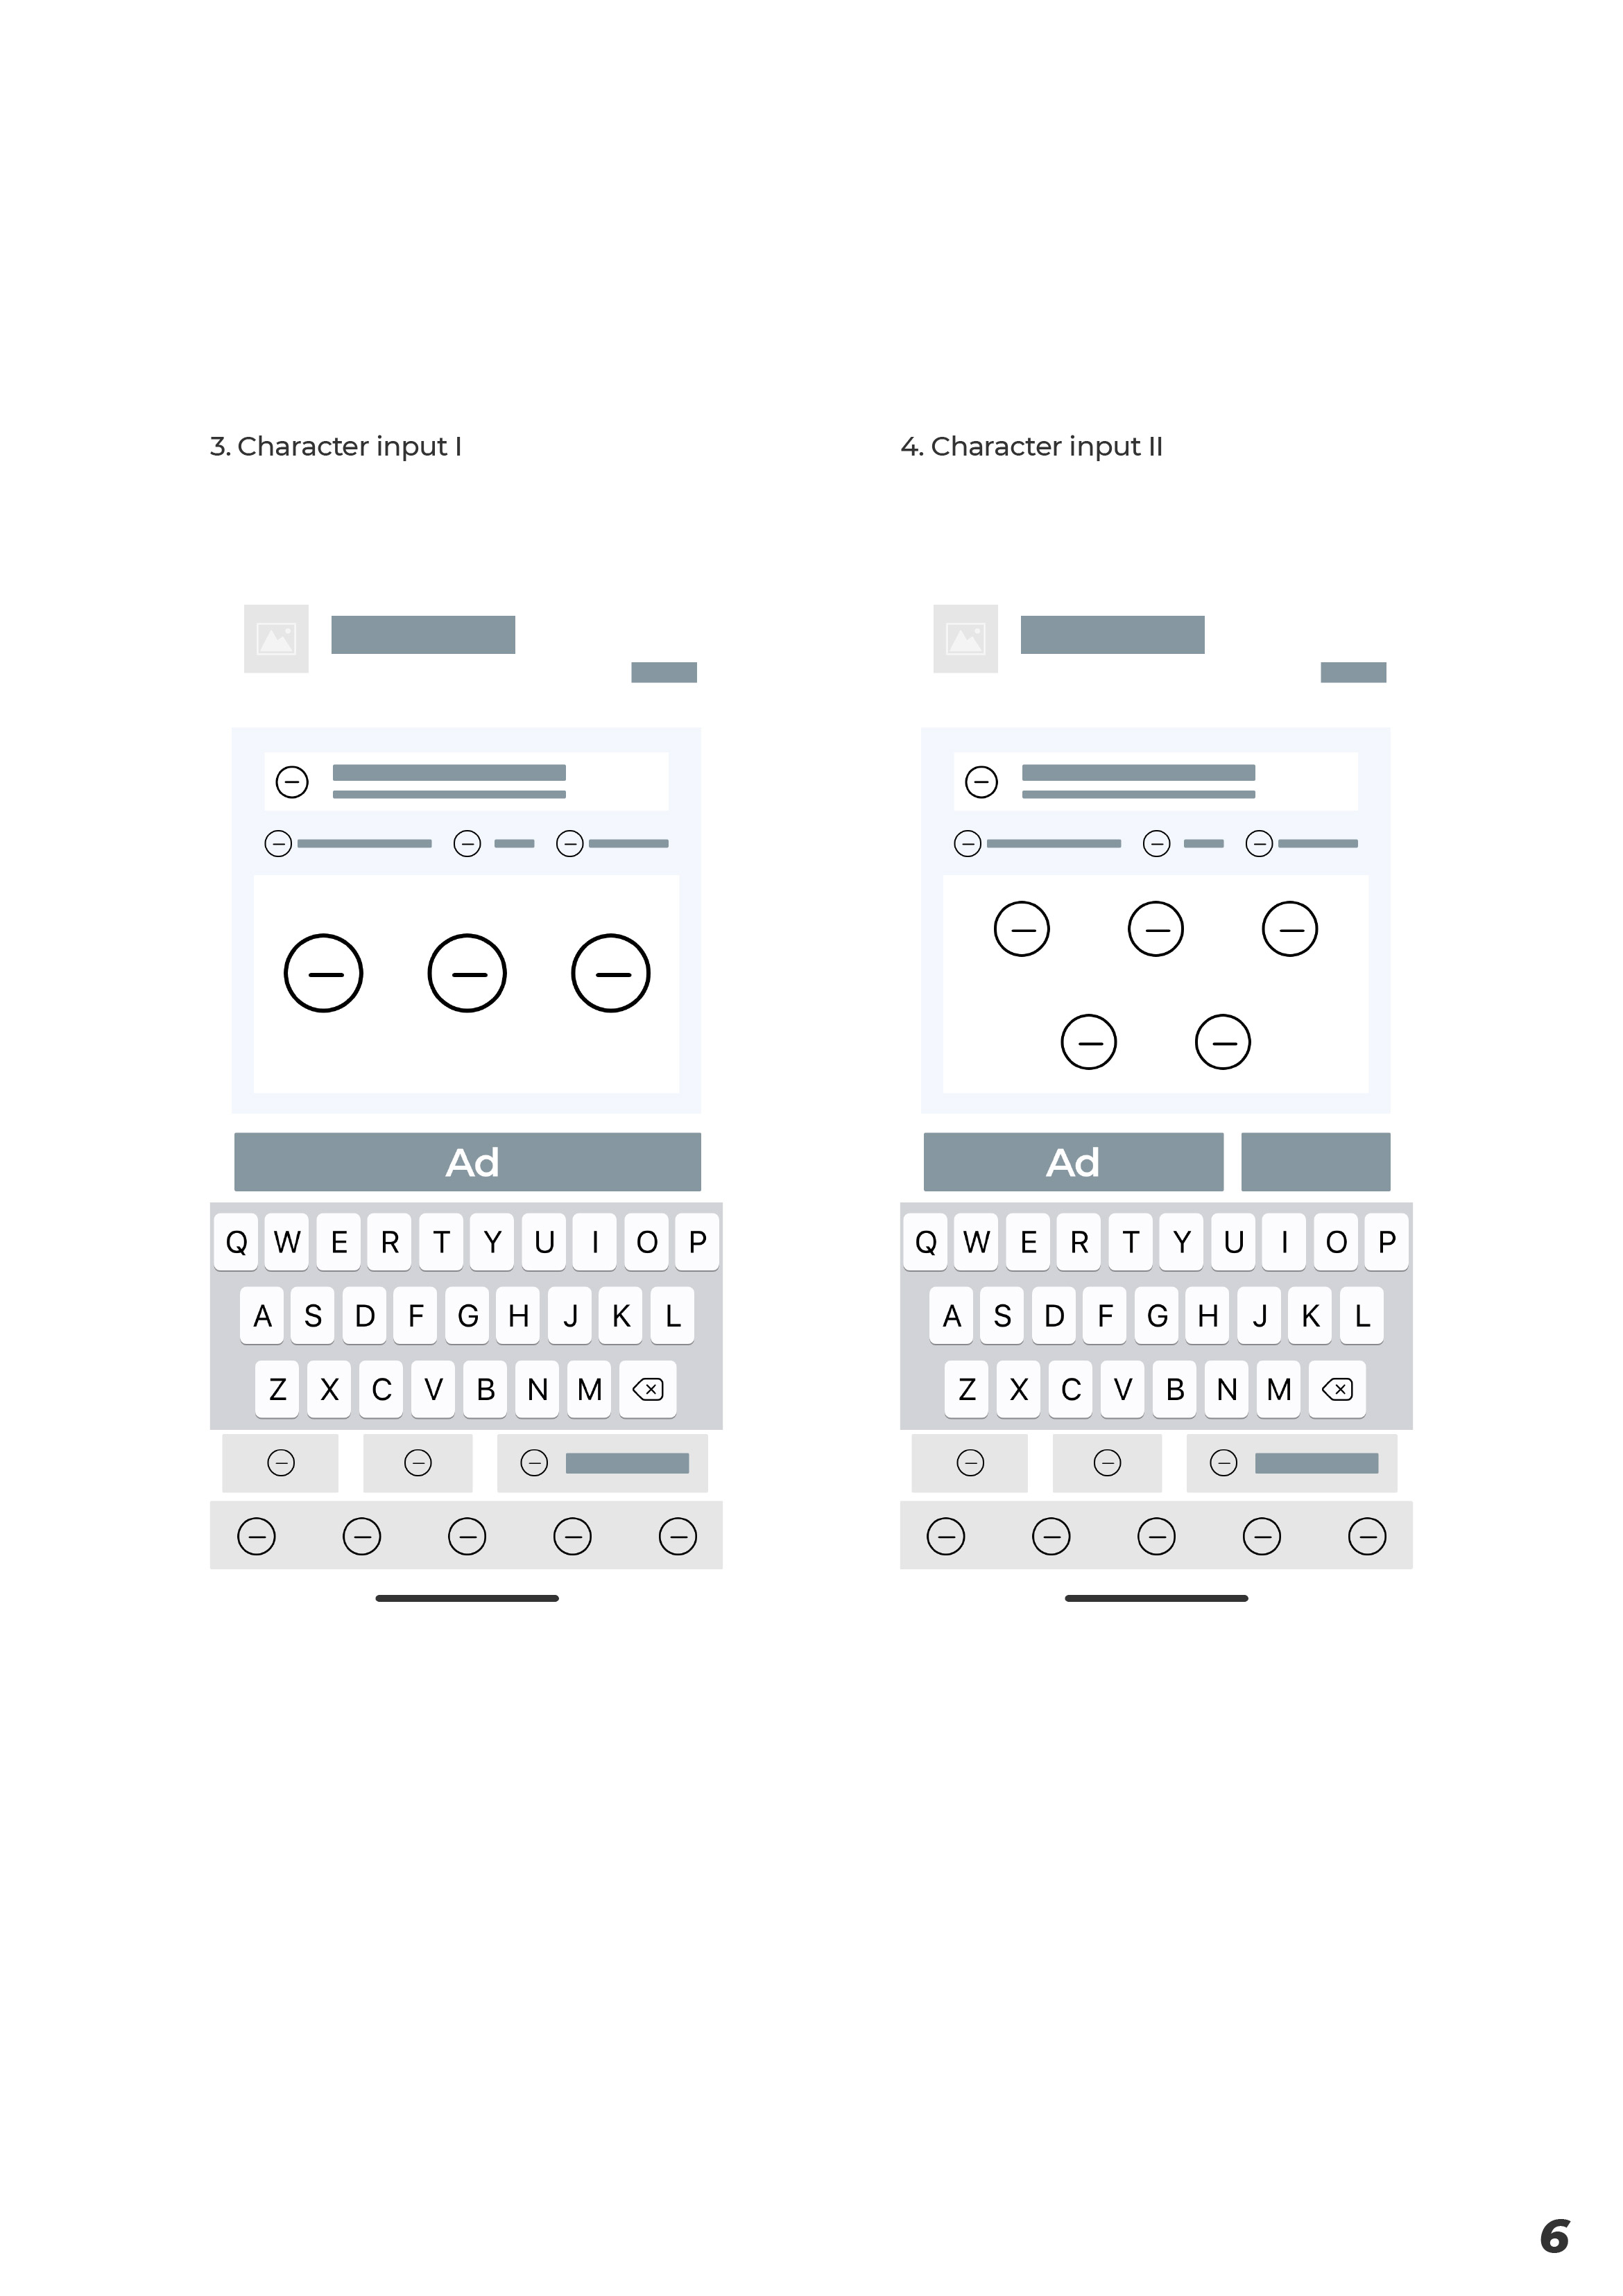 3. Character input I
Ad
Q W E R T Y U I O P
A S D F G H J K L
Z X C V B N M
4. Character input II
Ad
Q W E R T Y U I O P
A S D F G H J K L
Z X C V B N M
6